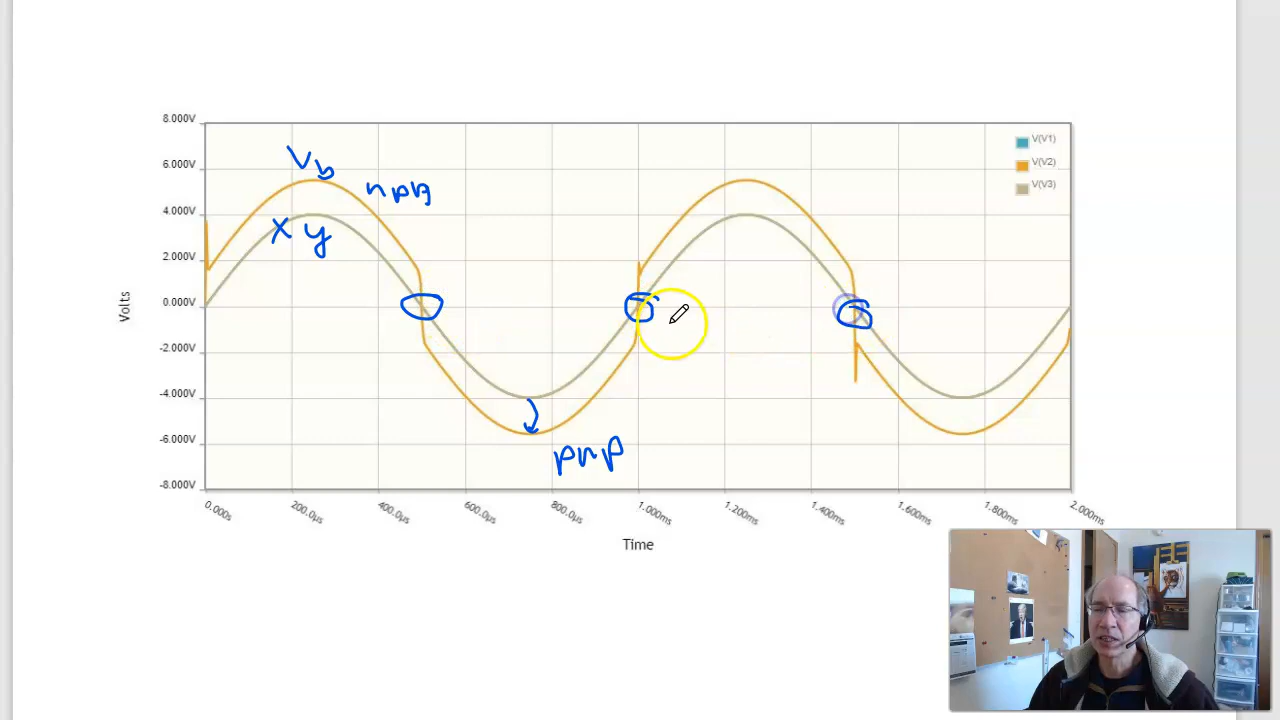 8.000V
6.000V
4.000V
2.000V
0.000V
-2.000V
-4.000V
-6.000V
-8.000V
Volts
V(V1)
V(V2)
V(V3)
Vb
npn
x y
pnp
0.000s
200.0µs
400.0µs
600.0µs
800.0µs
1.000ms
1.200ms
1.400ms
1.600ms
1.800ms
2.000ms
Time